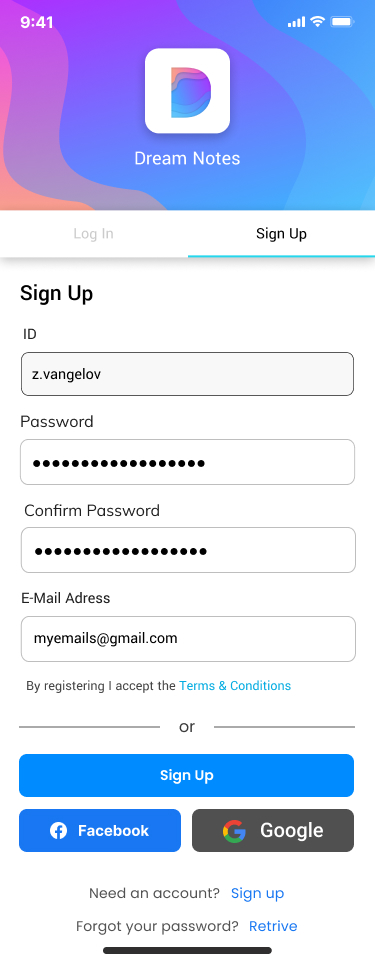 9:41
Dream Notes
Log In Sign Up
Sign Up
ID
z.vangelov
Password
●●●●●●●●●●●●●●●●●●
Confirm Password
●●●●●●●●●●●●●●●●●●
E-Mail Adress
myemails@gmail.com
By registering I accept the Terms & Conditions
or
Sign Up
Facebook Google
Need an account? Sign up
Forgot your password? Retrive